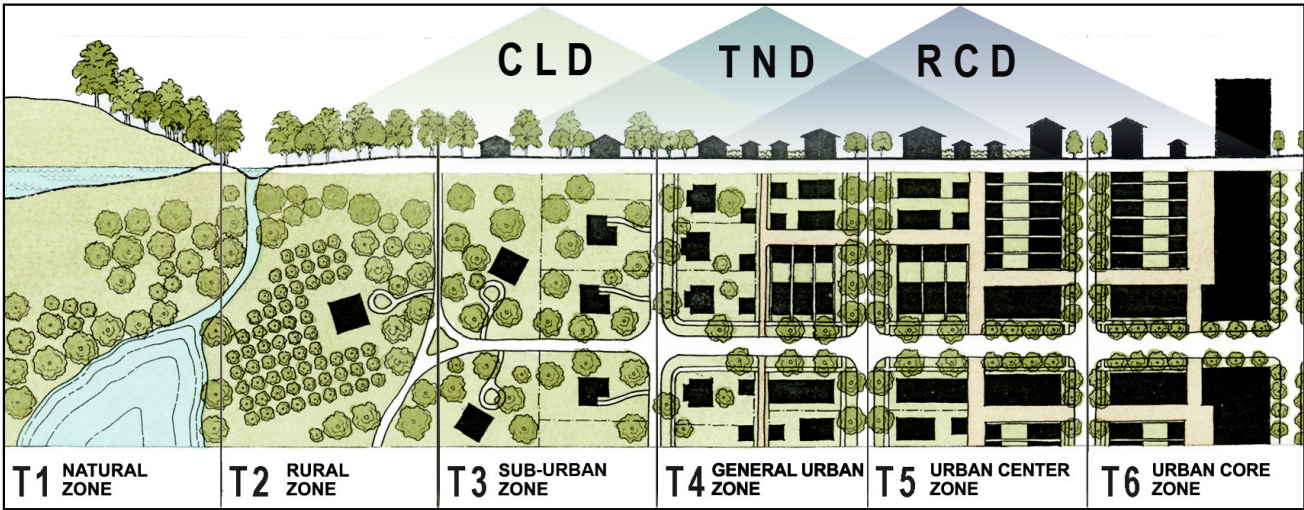 CLD TND RCD
T1 NATURAL ZONE
T2 RURAL ZONE
T3 SUB-URBAN ZONE
T4 GENERAL URBAN ZONE
T5 URBAN CENTER ZONE
T6 URBAN CORE ZONE